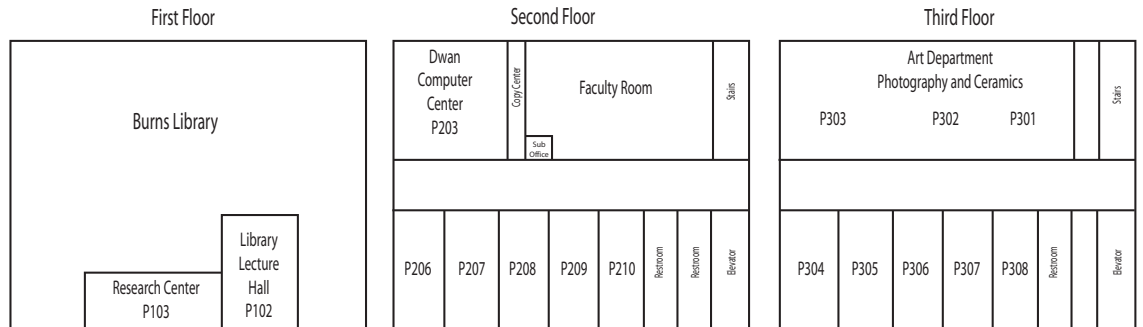 First Floor
Burns Library
Library
Lecture
Hall
P102
Research Center
P103
Second Floor
Dwan
Computer
Center
P203
Copy Center
Faculty Room
Sub
Office
Stairs
P206
P207
P208
P209
P210
Restroom
Restroom
Elevator
Third Floor
Art Department
Photography and Ceramics
P303
P302
P301
Stairs
P304
P305
P306
P307
P308
Restroom
Elevator